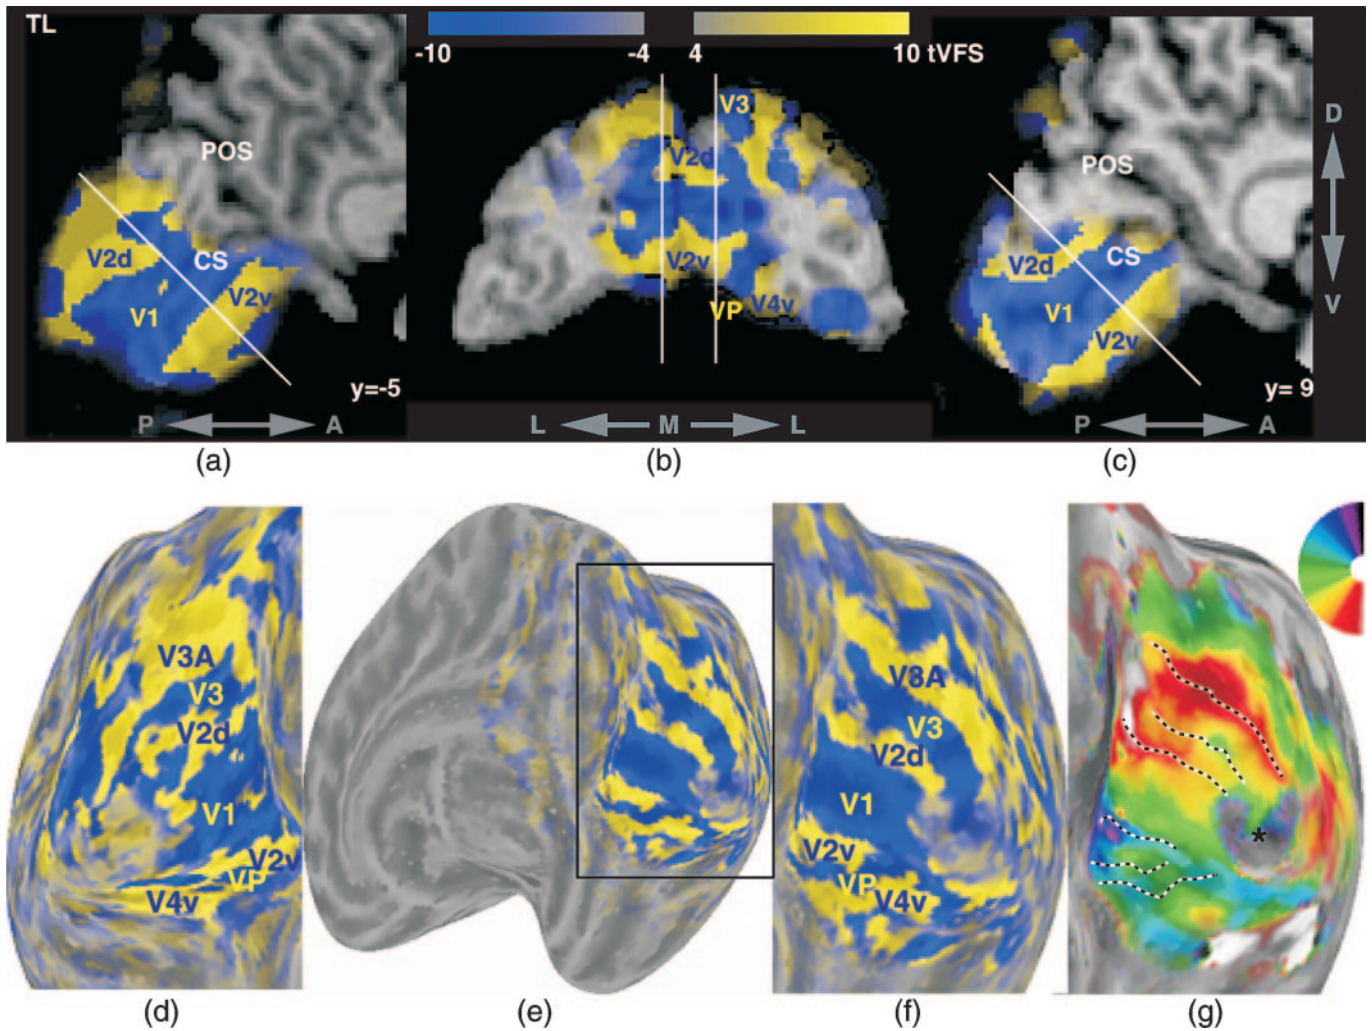 TL
-10 -4 4 10 tVFS
POS
V2d
CS
V2v
V1
y=-5
P A
V3
V2d
V2v
VP V4v
L M L
POS
CS
V2d
V1
V2v
y= 9
P A
D
V
(a) (b) (c)
V3A
V3
V2d
V1
V2v
VP
V4v
V8A
V3
V2d
V1
V2v
VP
V4v
*
(d) (e) (f) (g)